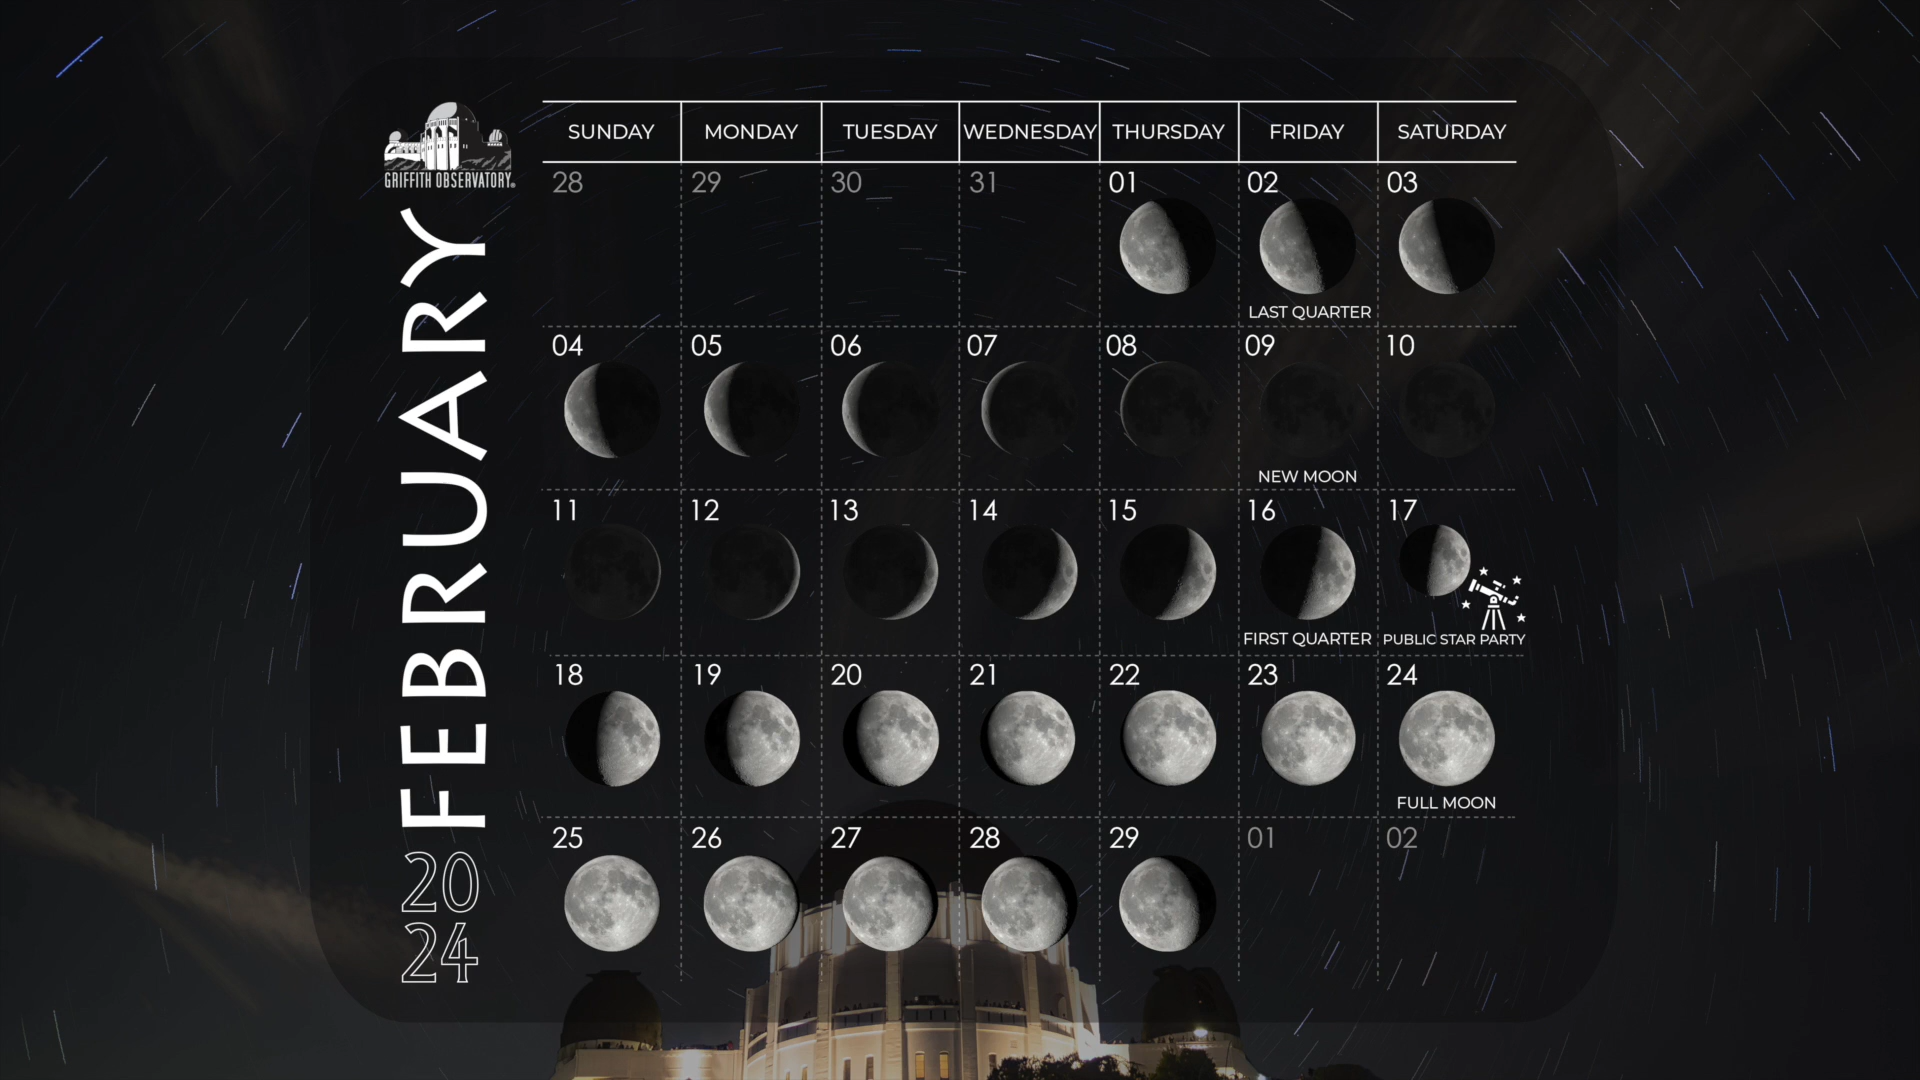 GRIFFITH OBSERVATORY®
FEBRUARY
20
24
SUNDAY MONDAY TUESDAY WEDNESDAY THURSDAY FRIDAY SATURDAY
28 29 30 31 01 02 03
LAST QUARTER
04 05 06 07 08 09 10
NEW MOON
11 12 13 14 15 16 17
FIRST QUARTER PUBLIC STAR PARTY
18 19 20 21 22 23 24
FULL MOON
25 26 27 28 29 01 02